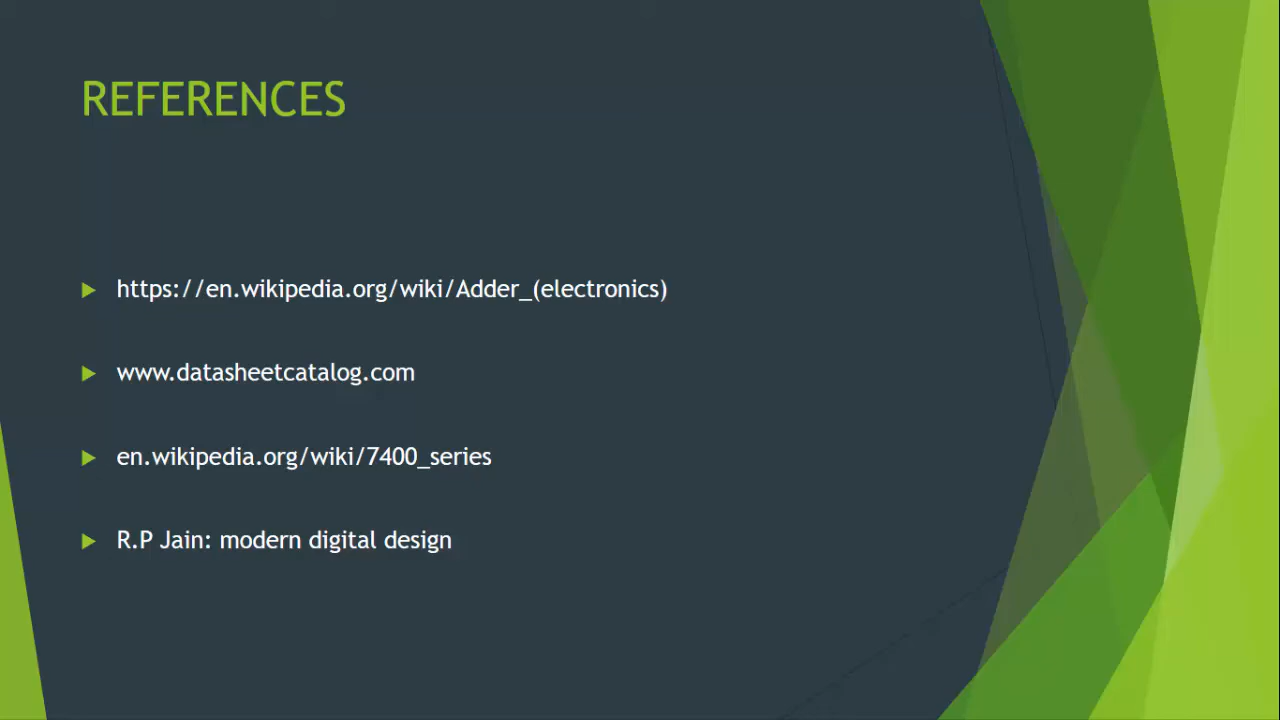 REFERENCES
https://en.wikipedia.org/wiki/Adder_(electronics)
www.datasheetcatalog.com
en.wikipedia.org/wiki/7400_series
R.P Jain: modern digital design